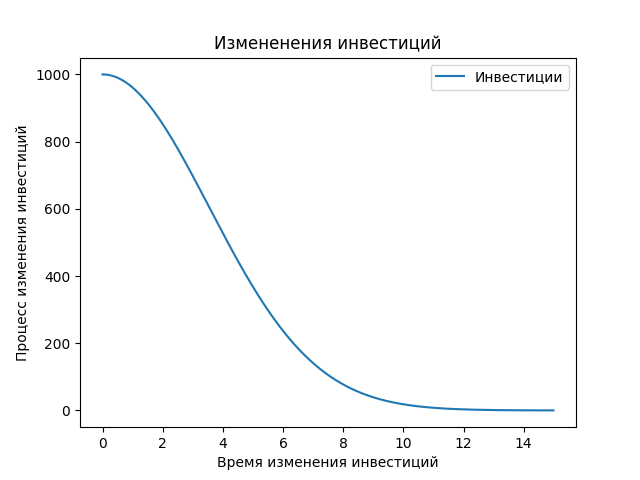 Измененения инвестиций
Инвестиции
Процесс изменения инвестиций
1000
800
600
400
200
0
0 2 4 6 8 10 12 14
Время изменения инвестиций